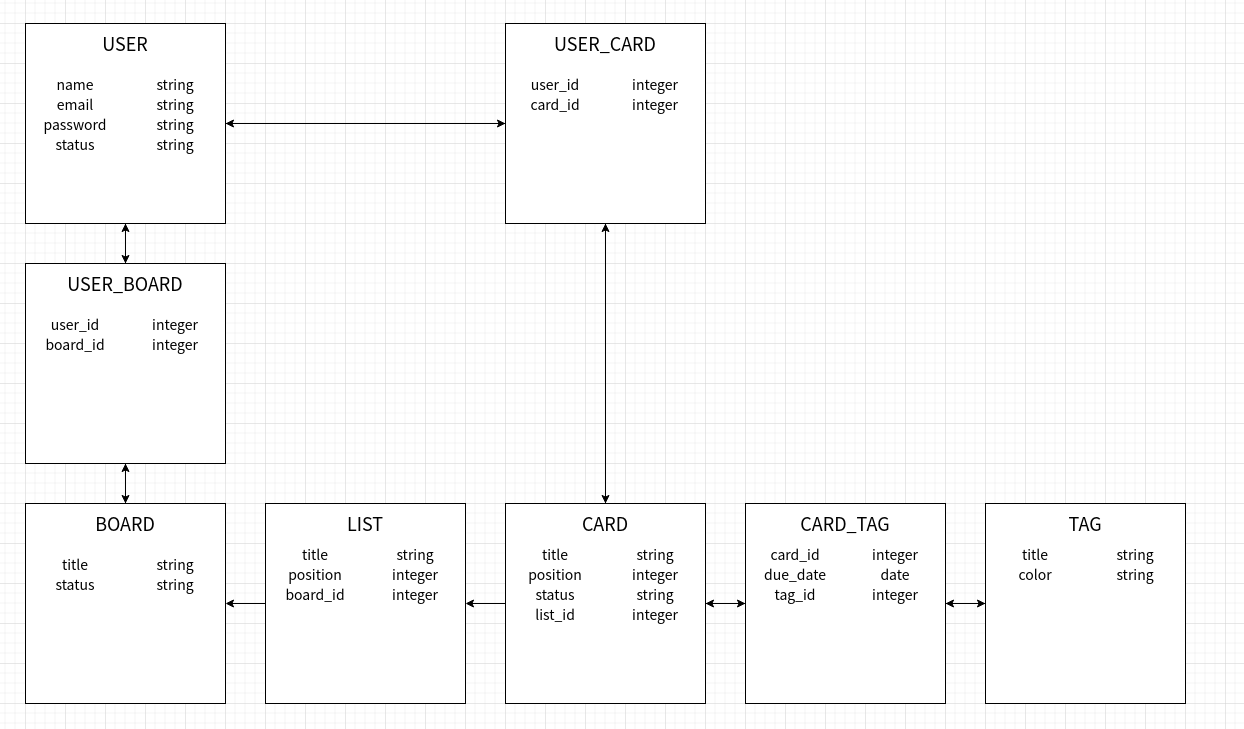 USER
name string
email string
password string
status string
USER_CARD
user_id integer
card_id integer
USER_BOARD
user_id integer
board_id integer
BOARD
title string
status string
LIST
title string
position integer
board_id integer
CARD
title string
position integer
status string
list_id integer
CARD_TAG
card_id integer
due_date date
tag_id integer
TAG
title string
color string